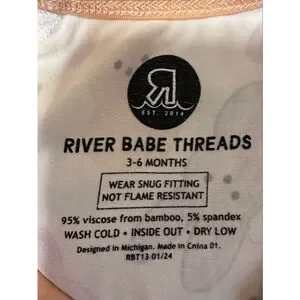 EST. 2014
RIVER BABE THREADS
3-6 MONTHS
WEAR SNUG FITTING
NOT FLAME RESISTANT
95% viscose from bamboo, 5% spandex
WASH COLD • INSIDE OUT • DRY LOW
Designed in Michigan. Made in China 01.
RBT13 01/24